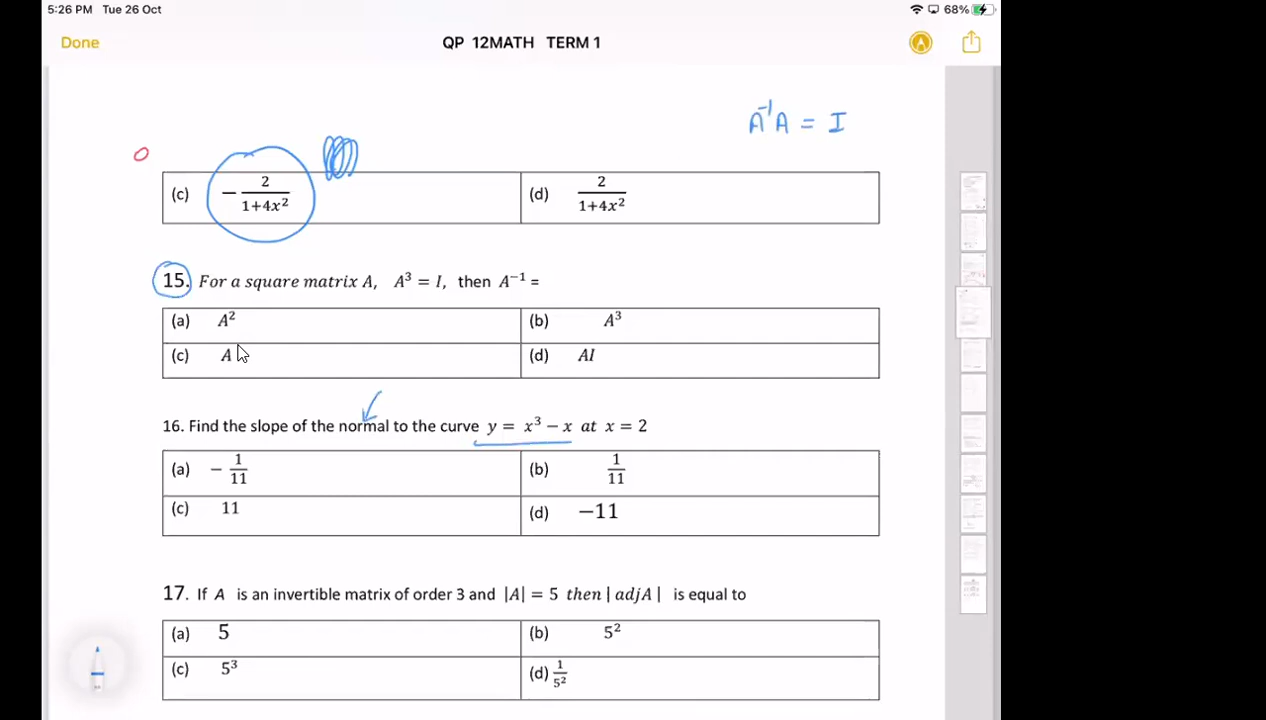 5:26 PM Tue 26 Oct 68%
Done QP 12MATH TERM 1
A⁻¹A = I
(c) −2/(1+4x²) (d) 2/(1+4x²)
15. For a square matrix A, A³ = I, then A⁻¹ =
(a) A² (b) A³
(c) A (d) AI
16. Find the slope of the normal to the curve y = x³ − x at x = 2
(a) −1/11 (b) 1/11
(c) 11 (d) −11
17. If A is an invertible matrix of order 3 and |A| = 5 then | adjA | is equal to
(a) 5 (b) 5²
(c) 5³ (d) 1/5²